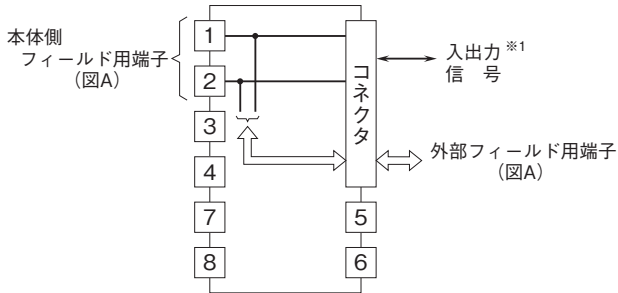 本体側
フィールド用端子
(図A)
1
2
3
4
7
8
コネクタ
5
6
入出力※1
信　号
外部フィールド用端子
(図A)